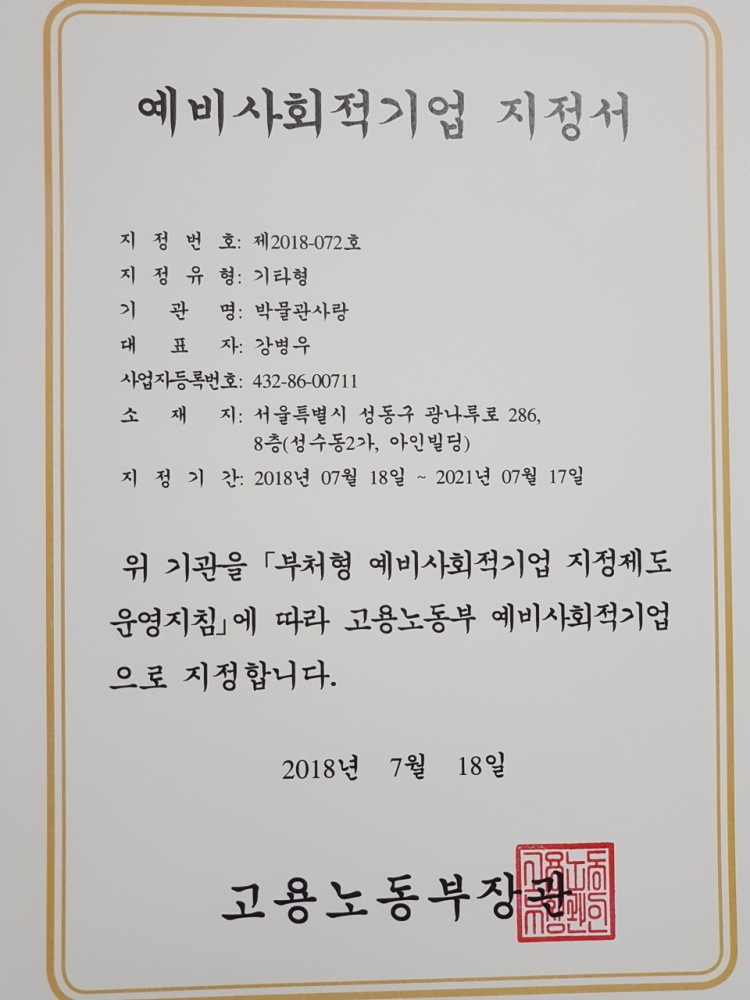 예비사회적기업 지정서
지 정 번 호: 제2018-072호
지 정 유 형: 기타형
기 관 명: 박물관사랑
대 표 자: 강병우
사업자등록번호: 432-86-00711
소 재 지: 서울특별시 성동구 광나루로 286,
8층(성수동2가, 아인빌딩)
지 정 기 간: 2018년 07월 18일 ~ 2021년 07월 17일
위 기관을 「부처형 예비사회적기업 지정제도
운영지침」에 따라 고용노동부 예비사회적기업
으로 지정합니다.
2018년 7월 18일
고용노동부장관